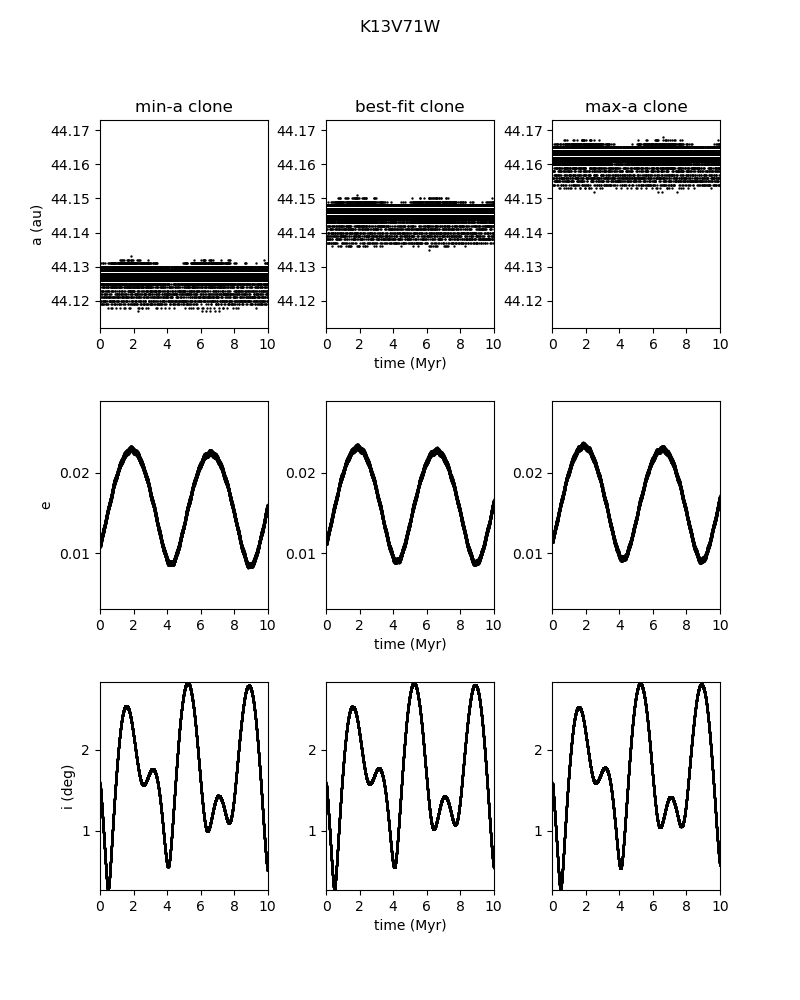 K13V71W
min-a clone best-fit clone max-a clone
44.17 44.17 44.17
44.16 44.16 44.16
44.15 44.15 44.15
44.14 44.14 44.14
44.13 44.13 44.13
44.12 44.12 44.12
a (au)
0 2 4 6 8 10 0 2 4 6 8 10 0 2 4 6 8 10
time (Myr)
0.02 0.02 0.02
0.01 0.01 0.01
e
0 2 4 6 8 10 0 2 4 6 8 10 0 2 4 6 8 10
time (Myr)
2 2 2
1 1 1
i (deg)
0 2 4 6 8 10 0 2 4 6 8 10 0 2 4 6 8 10
time (Myr)